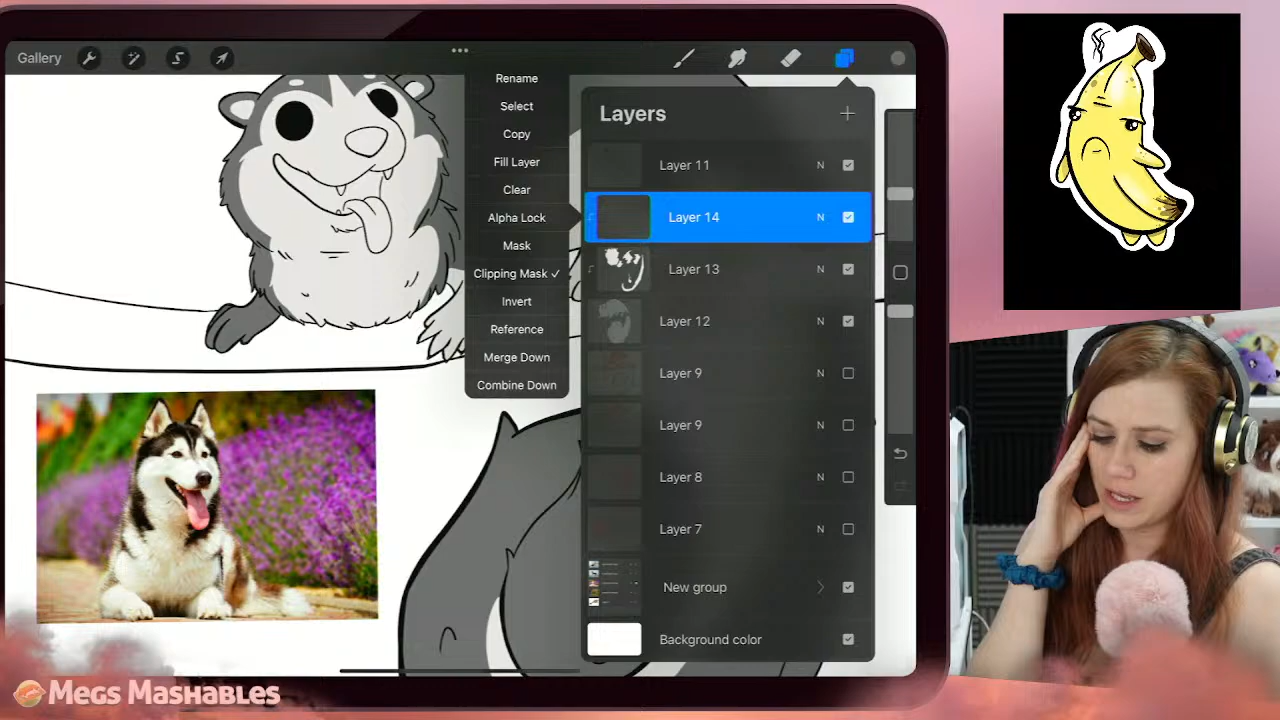 Gallery
Rename
Select
Copy
Fill Layer
Clear
Alpha Lock
Mask
Clipping Mask ✓
Invert
Reference
Merge Down
Combine Down
Layers
Layer 11 N
Layer 14 N
Layer 13 N
Layer 12 N
Layer 9 N
Layer 9 N
Layer 8 N
Layer 7 N
New group
Background color
Megs Mashables